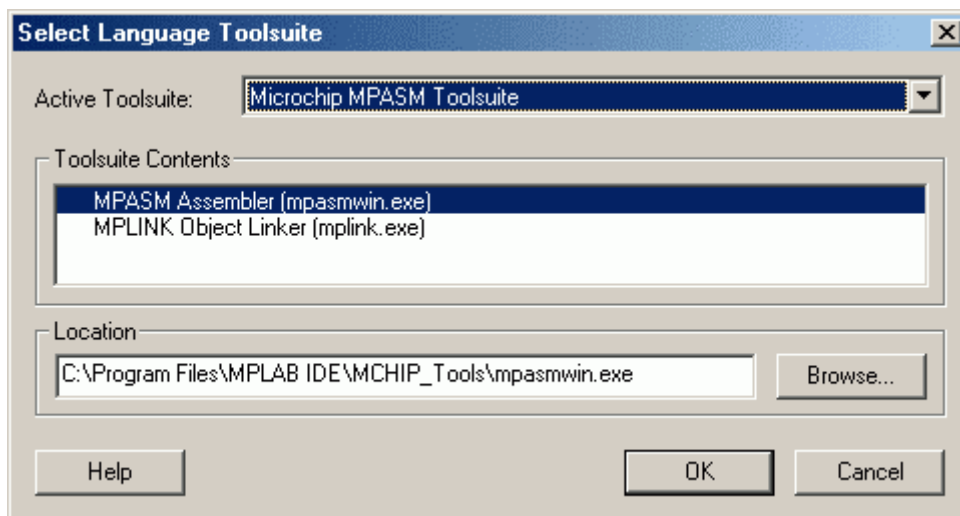 Select Language Toolsuite
Active Toolsuite: Microchip MPASM Toolsuite
Toolsuite Contents
MPASM Assembler (mpasmwin.exe)
MPLINK Object Linker (mplink.exe)
Location
C:\Program Files\MPLAB IDE\MCHIP_Tools\mpasmwin.exe Browse...
Help OK Cancel